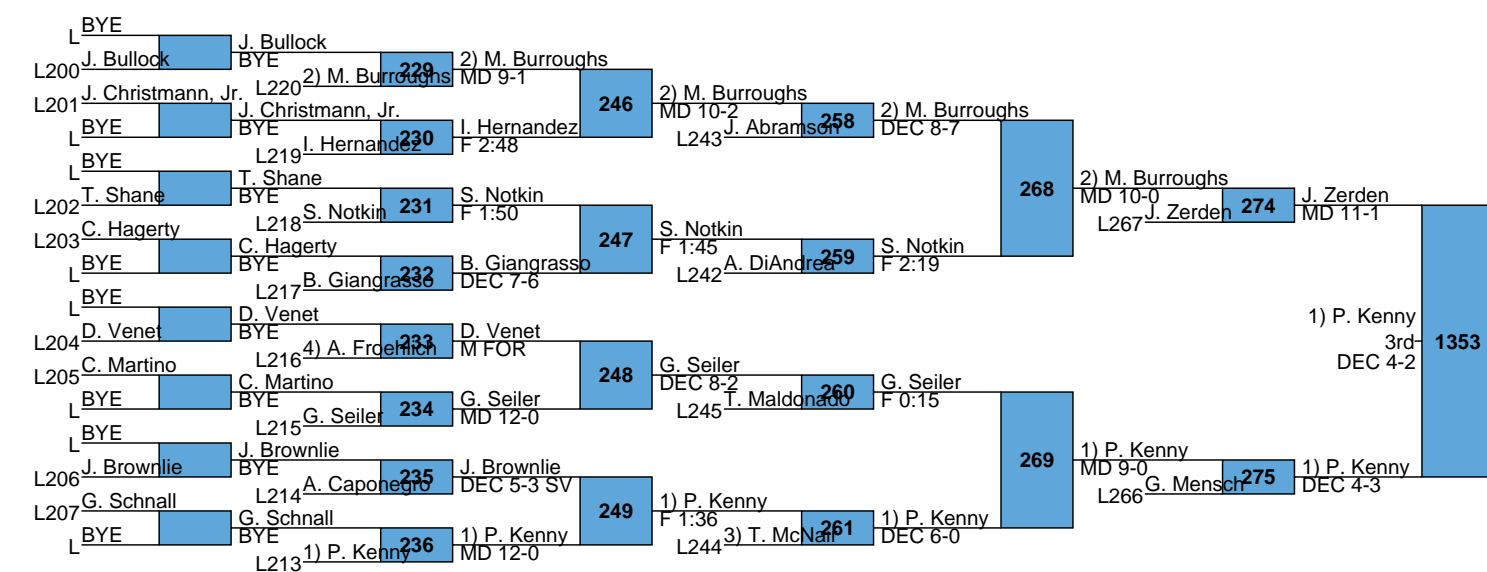 BYE
L
J. Bullock
L200
J. Christmann, Jr.
L201
BYE
L
BYE
L
T. Shane
L202
C. Hagerty
L203
BYE
L
BYE
L
D. Venet
L204
C. Martino
L205
BYE
L
BYE
L
J. Brownlie
L206
G. Schnall
L207
BYE
L
J. Bullock
BYE
L220 2) M. Burroughs
229
J. Christmann, Jr.
BYE
L219 I. Hernandez
230
T. Shane
BYE
L218 S. Notkin
231
C. Hagerty
BYE
L217 B. Giangrasso
232
D. Venet
BYE
L216 4) A. Froehlich
233
C. Martino
BYE
L215 G. Seiler
234
J. Brownlie
BYE
L214 A. Caponegro
235
G. Schnall
BYE
L213 1) P. Kenny
236
2) M. Burroughs
MD 9-1
246
I. Hernandez
F 2:48
S. Notkin
F 1:50
247
B. Giangrasso
DEC 7-6
D. Venet
M FOR
248
G. Seiler
MD 12-0
J. Brownlie
DEC 5-3 SV
249
1) P. Kenny
MD 12-0
2) M. Burroughs
MD 10-2
L243 J. Abramson
258
S. Notkin
F 1:45
L242 A. DiAndrea
259
G. Seiler
DEC 8-2
L245 T. Maldonado
260
1) P. Kenny
F 1:36
L244 3) T. McNair
261
2) M. Burroughs
DEC 8-7
268
S. Notkin
F 2:19
G. Seiler
F 0:15
269
1) P. Kenny
DEC 6-0
2) M. Burroughs
MD 10-0
L267 J. Zerden
274
1) P. Kenny
MD 9-0
L266 G. Mensch
275
J. Zerden
MD 11-1
1) P. Kenny
DEC 4-3
1) P. Kenny
3rd
DEC 4-2
1353